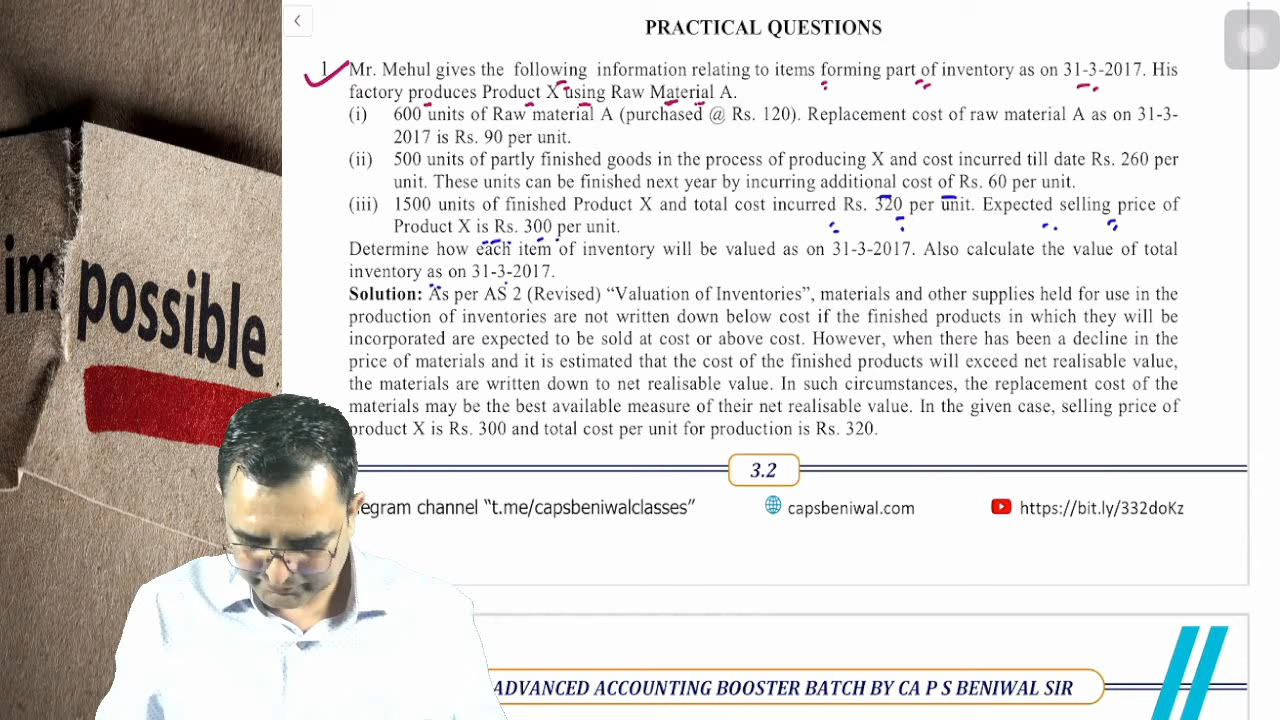 PRACTICAL QUESTIONS
1 Mr. Mehul gives the following information relating to items forming part of inventory as on 31-3-2017. His
factory produces Product X using Raw Material A.
(i) 600 units of Raw material A (purchased @ Rs. 120). Replacement cost of raw material A as on 31-3-
2017 is Rs. 90 per unit.
(ii) 500 units of partly finished goods in the process of producing X and cost incurred till date Rs. 260 per
unit. These units can be finished next year by incurring additional cost of Rs. 60 per unit.
(iii) 1500 units of finished Product X and total cost incurred Rs. 320 per unit. Expected selling price of
Product X is Rs. 300 per unit.
Determine how each item of inventory will be valued as on 31-3-2017. Also calculate the value of total
inventory as on 31-3-2017.
Solution: As per AS 2 (Revised) “Valuation of Inventories”, materials and other supplies held for use in the
production of inventories are not written down below cost if the finished products in which they will be
incorporated are expected to be sold at cost or above cost. However, when there has been a decline in the
price of materials and it is estimated that the cost of the finished products will exceed net realisable value,
the materials are written down to net realisable value. In such circumstances, the replacement cost of the
materials may be the best available measure of their net realisable value. In the given case, selling price of
product X is Rs. 300 and total cost per unit for production is Rs. 320.
im possible
3.2
egram channel “t.me/capsbeniwalclasses”
capsbeniwal.com
https://bit.ly/332doKz
ADVANCED ACCOUNTING BOOSTER BATCH BY CA P S BENIWAL SIR